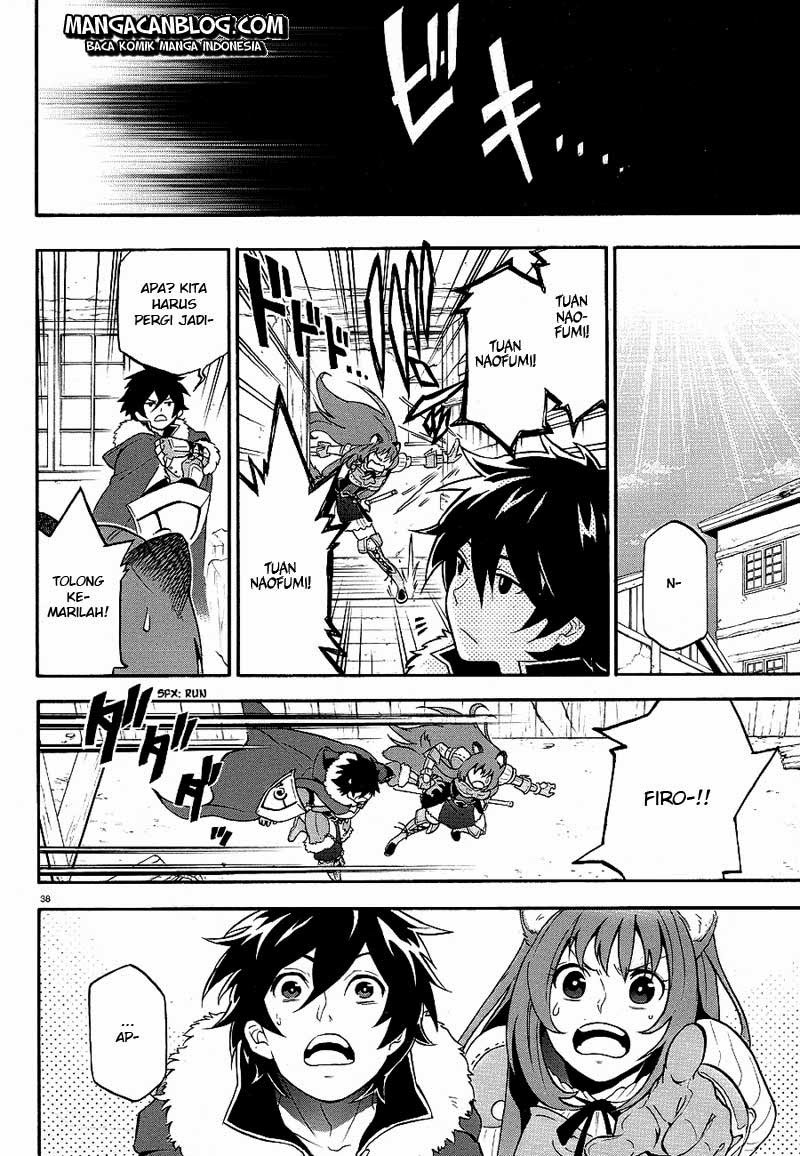 MANGACANBLOG.COM
BACA KOMIK MANGA INDONESIA
ビキ...
N-
TUAN
NAO-
FUMI!
TUAN
NAOFUMI!
ドドドド...
TUAN
NAOFUMI!
APA? KITA
HARUS
PERGI JADI-
TOLONG
KE-
MARILAH!
FIRO-!!
SFX: RUN
ダダダ
38
...
AP-